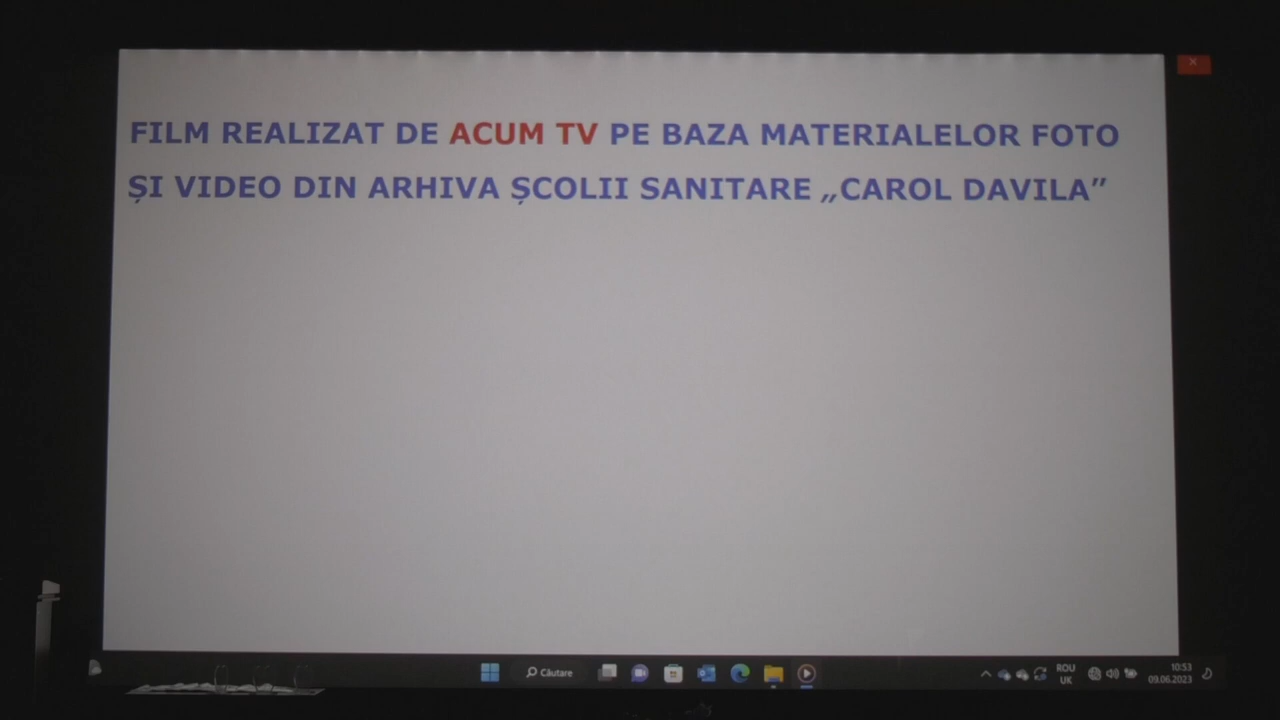 FILM REALIZAT DE ACUM TV PE BAZA MATERIALELOR FOTO
ȘI VIDEO DIN ARHIVA ȘCOLII SANITARE „CAROL DAVILA”
Căutare
ROU
UK
10:53
09.06.2023